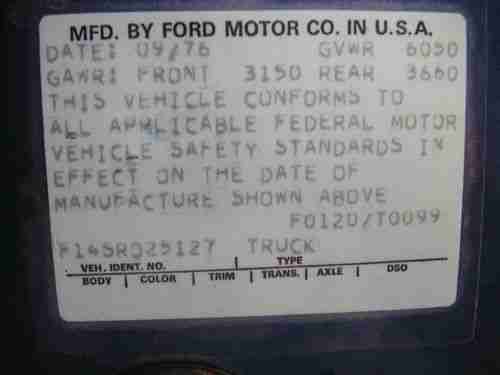 MFD. BY FORD MOTOR CO. IN U.S.A.
DATE: 09/76 GVWR 6050
GAWR: FRONT 3150 REAR 3660
THIS VEHICLE CONFORMS TO
ALL APPLICABLE FEDERAL MOTOR
VEHICLE SAFETY STANDARDS IN
EFFECT ON THE DATE OF
MANUFACTURE SHOWN ABOVE
F0120/T0099
F14SR025127 TRUCK
VEH. IDENT. NO. TYPE
BODY COLOR TRIM TRANS. AXLE DSO